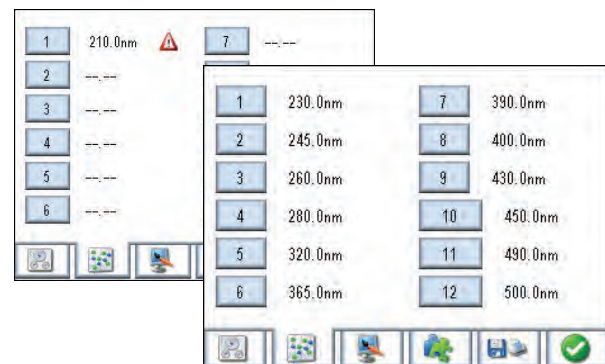 1 210.0nm 7 --.--
2 --.--
3 --.--
4 --.--
5 --.--
6 --.--
1 230.0nm 7 390.0nm
2 245.0nm 8 400.0nm
3 260.0nm 9 430.0nm
4 280.0nm 10 450.0nm
5 320.0nm 11 490.0nm
6 365.0nm 12 500.0nm